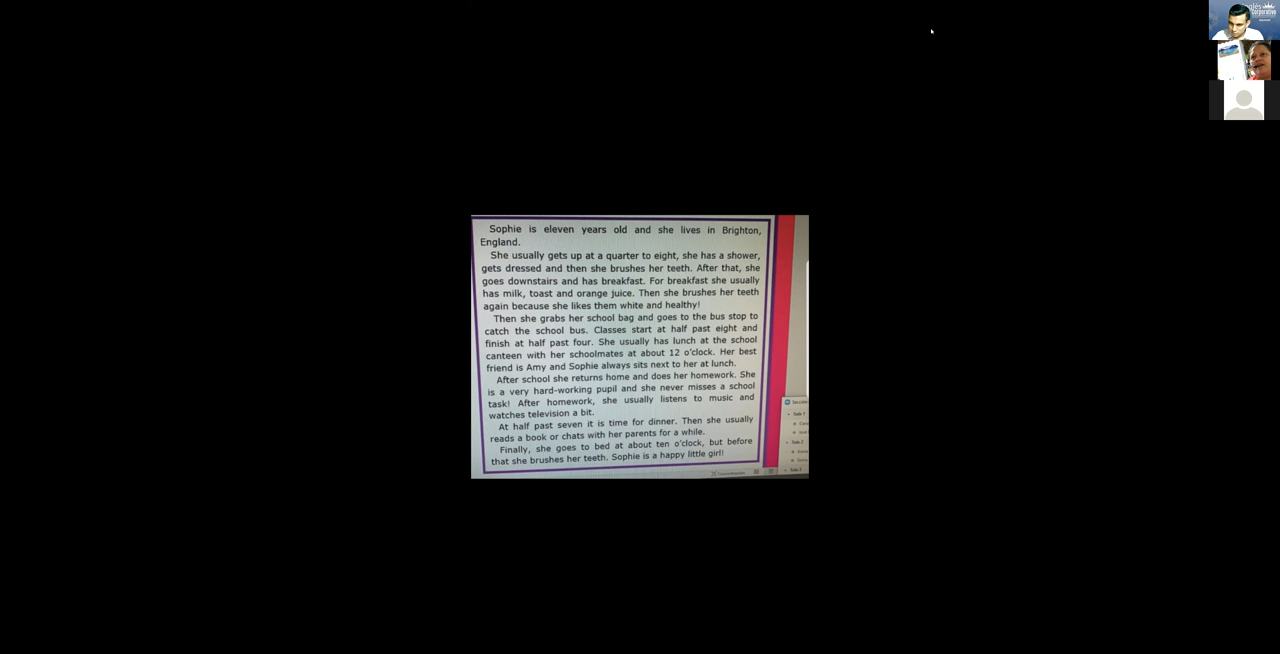 Sophie is eleven years old and she lives in Brighton,
England.
She usually gets up at a quarter to eight, she has a shower,
gets dressed and then she brushes her teeth. After that, she
goes downstairs and has breakfast. For breakfast she usually
has milk, toast and orange juice. Then she brushes her teeth
again because she likes them white and healthy!
Then she grabs her school bag and goes to the bus stop to
catch the school bus. Classes start at half past eight and
finish at half past four. She usually has lunch at the school
canteen with her schoolmates at about 12 o'clock. Her best
friend is Amy and Sophie always sits next to her at lunch.
After school she returns home and does her homework. She
is a very hard-working pupil and she never misses a school
task! After homework, she usually listens to music and
watches television a bit.
At half past seven it is time for dinner. Then she usually
reads a book or chats with her parents for a while.
Finally, she goes to bed at about ten o'clock, but before
that she brushes her teeth. Sophie is a happy little girl!
Sala 1
Sala 2
Sala 3